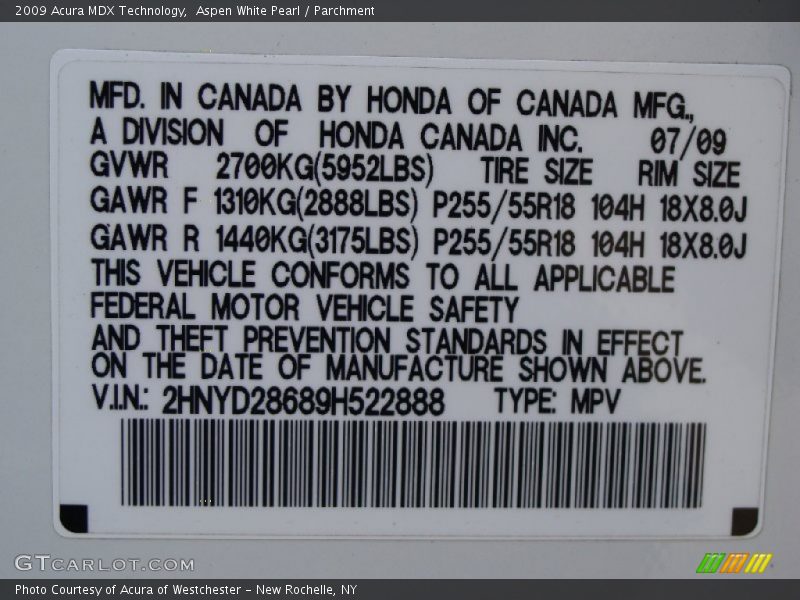 2009 Acura MDX Technology, Aspen White Pearl / Parchment
MFD. IN CANADA BY HONDA OF CANADA MFG.,
A DIVISION OF HONDA CANADA INC. 07/09
GVWR 2700KG(5952LBS) TIRE SIZE RIM SIZE
GAWR F 1310KG(2888LBS) P255/55R18 104H 18X8.0J
GAWR R 1440KG(3175LBS) P255/55R18 104H 18X8.0J
THIS VEHICLE CONFORMS TO ALL APPLICABLE
FEDERAL MOTOR VEHICLE SAFETY
AND THEFT PREVENTION STANDARDS IN EFFECT
ON THE DATE OF MANUFACTURE SHOWN ABOVE.
V.I.N.: 2HNYD28689H522888 TYPE: MPV
GTCARLOT.COM
Photo Courtesy of Acura of Westchester - New Rochelle, NY